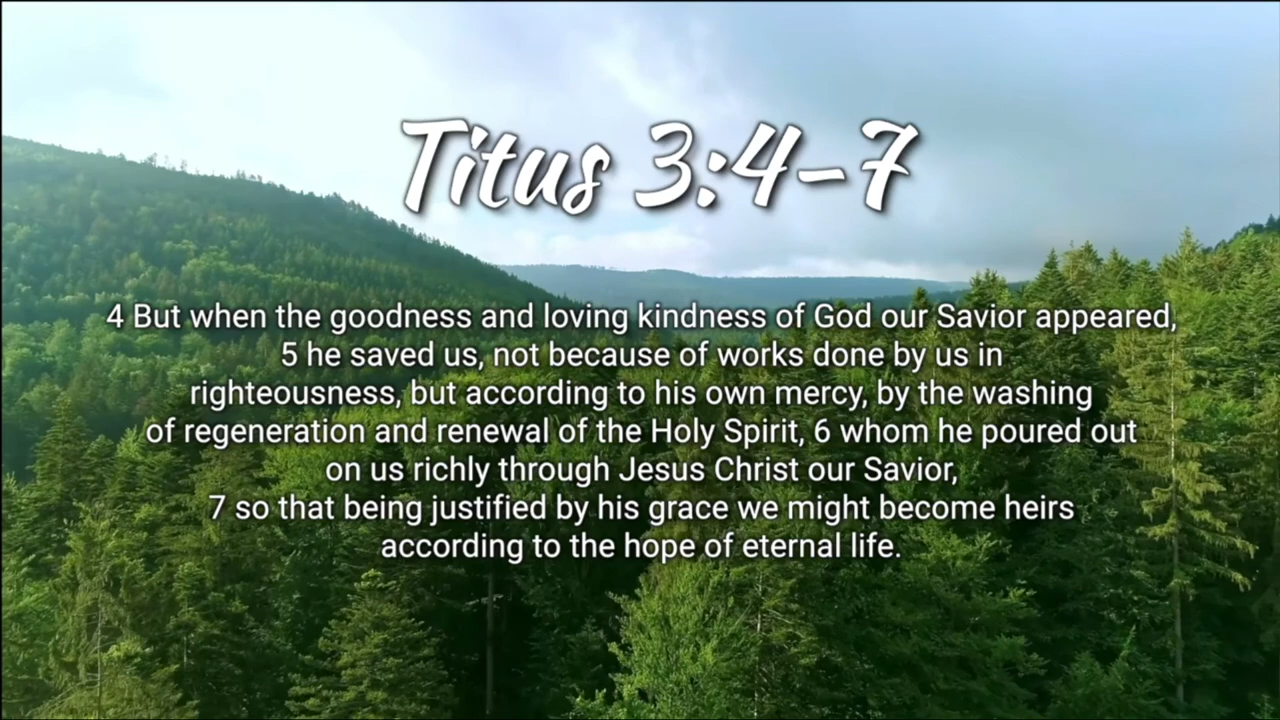 Titus 3:4-7
4 But when the goodness and loving kindness of God our Savior appeared,
5 he saved us, not because of works done by us in
righteousness, but according to his own mercy, by the washing
of regeneration and renewal of the Holy Spirit, 6 whom he poured out
on us richly through Jesus Christ our Savior,
7 so that being justified by his grace we might become heirs
according to the hope of eternal life.